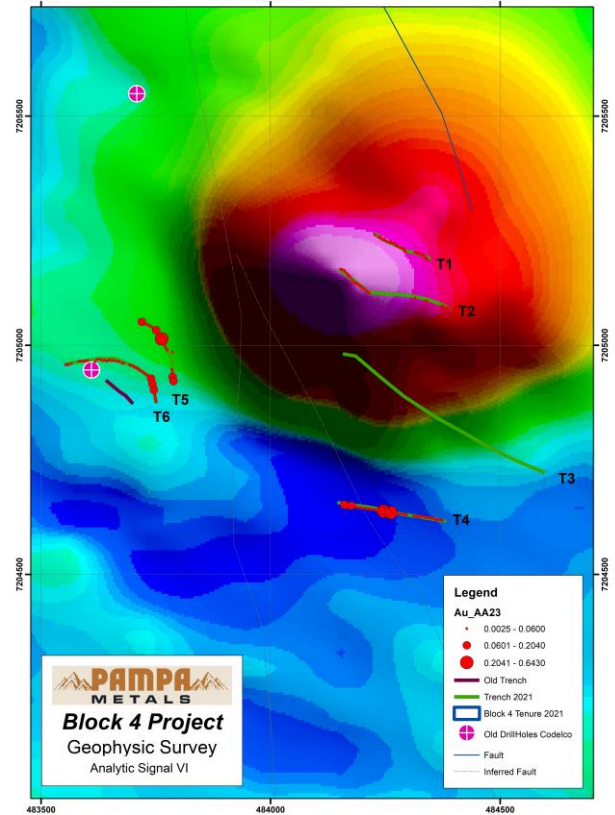 7205500
7205500
T1
T2
7205000
7205000
T5
T6
T3
T4
7204500
7204500
Legend
Au_AA23
0.0025 - 0.0600
0.0601 - 0.2040
0.2041 - 0.6430
Old Trench
Trench 2021
Block 4 Tenure 2021
Old DrillHoles Codelco
Fault
Inferred Fault
PAMPA
METALS
Block 4 Project
Geophysic Survey
Analytic Signal VI
483500
484000
484500